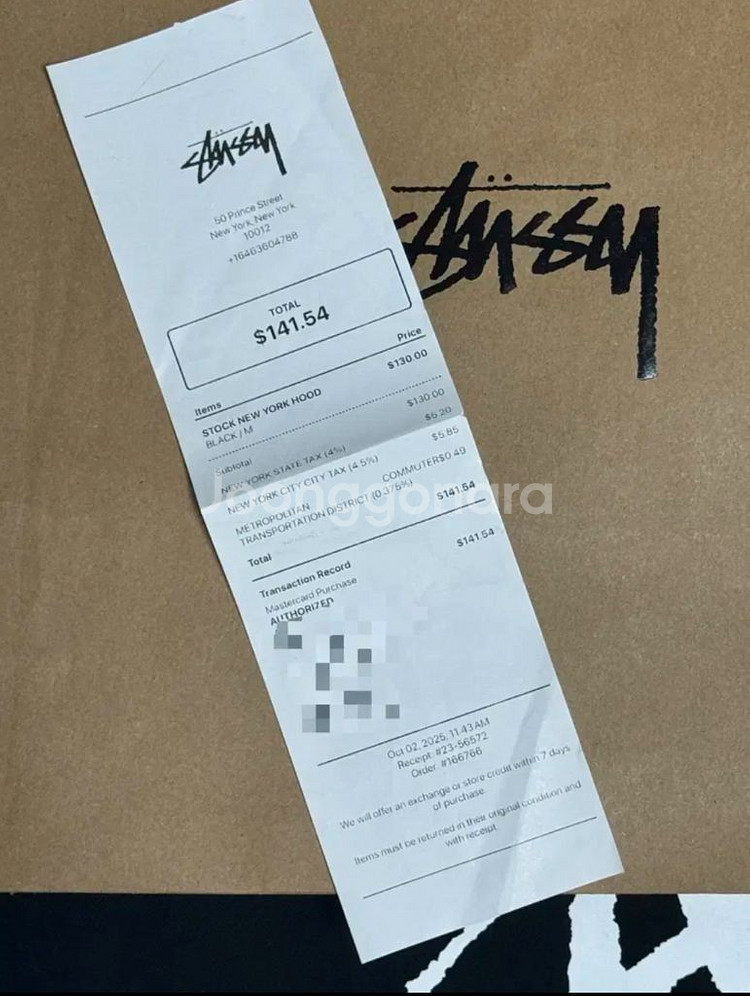 Stüssy
50 Prince Street
New York, New York
10012
+16463604788
TOTAL
$141.54
Items Price
STOCK NEW YORK HOOD $130.00
BLACK / M
Subtotal $130.00
NEW YORK STATE TAX (4%) $5.20
NEW YORK CITY CITY TAX (4.5%) $5.85
METROPOLITAN COMMUTER$0.49
TRANSPORTATION DISTRICT (0.375%)
Total $141.54
Transaction Record
Mastercard Purchase $141.54
AUTHORIZED
Oct 02, 2025, 11:43 AM
Receipt: #23-56572
Order: #166766
We will offer an exchange or store credit within 7 days
of purchase.
Items must be returned in their original condition and
with receipt.
Stüssy
Joonggonara